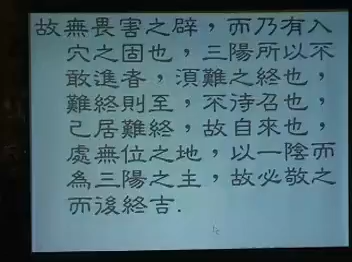 故無畏害之辟，而乃有入
穴之固也，三陽所以不
敢進者，須難之終也，
難終則至，不待召也，
己居難終，故自來也，
處無位之地，以一陰而
為三陽之主，故必敬之
而後終吉.